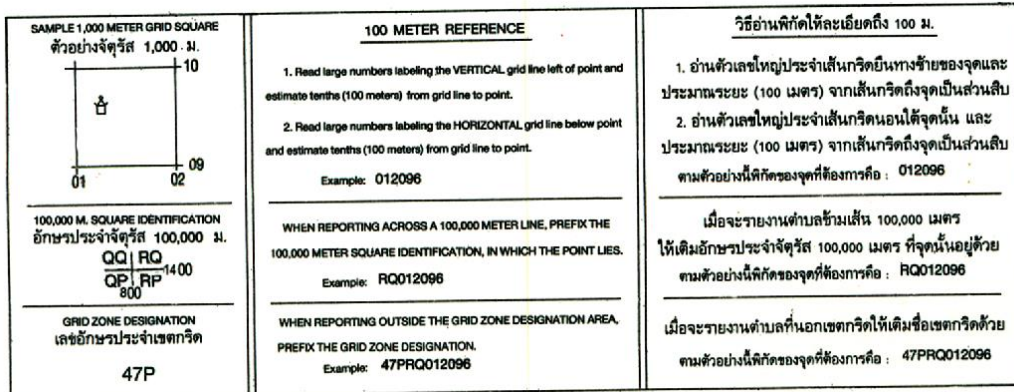 SAMPLE 1,000 METER GRID SQUARE
ตัวอย่างจัตุรัส 1,000 ม.
10
09
01 02
100,000 M. SQUARE IDENTIFICATION
อักษรประจำจัตุรัส 100,000 ม.
QQ RQ
1400
QP RP
800
GRID ZONE DESIGNATION
เลขอักษรประจำเขตกริด
47P
100 METER REFERENCE
1. Read large numbers labeling the VERTICAL grid line left of point and
estimate tenths (100 meters) from grid line to point.
2. Read large numbers labeling the HORIZONTAL grid line below point
and estimate tenths (100 meters) from grid line to point.
Example: 012096
WHEN REPORTING ACROSS A 100,000 METER LINE, PREFIX THE
100,000 METER SQUARE IDENTIFICATION, IN WHICH THE POINT LIES.
Example: RQ012096
WHEN REPORTING OUTSIDE THE GRID ZONE DESIGNATION AREA,
PREFIX THE GRID ZONE DESIGNATION.
Example: 47PRQ012096
วิธีอ่านพิกัดให้ละเอียดถึง 100 ม.
1. อ่านตัวเลขใหญ่ประจำเส้นกริดยืนทางซ้ายของจุดและ
ประมาณระยะ (100 เมตร) จากเส้นกริดถึงจุดเป็นส่วนสิบ
2. อ่านตัวเลขใหญ่ประจำเส้นกริดนอนใต้จุดนั้น และ
ประมาณระยะ (100 เมตร) จากเส้นกริดถึงจุดเป็นส่วนสิบ
ตามตัวอย่างนี้พิกัดของจุดที่ต้องการคือ : 012096
เมื่อจะรายงานตำบลข้ามเส้น 100,000 เมตร
ให้เติมอักษรประจำจัตุรัส 100,000 เมตร ที่จุดนั้นอยู่ด้วย
ตามตัวอย่างนี้พิกัดของจุดที่ต้องการคือ : RQ012096
เมื่อจะรายงานตำบลที่นอกเขตกริดให้เติมชื่อเขตกริดด้วย
ตามตัวอย่างนี้พิกัดของจุดที่ต้องการคือ : 47PRQ012096